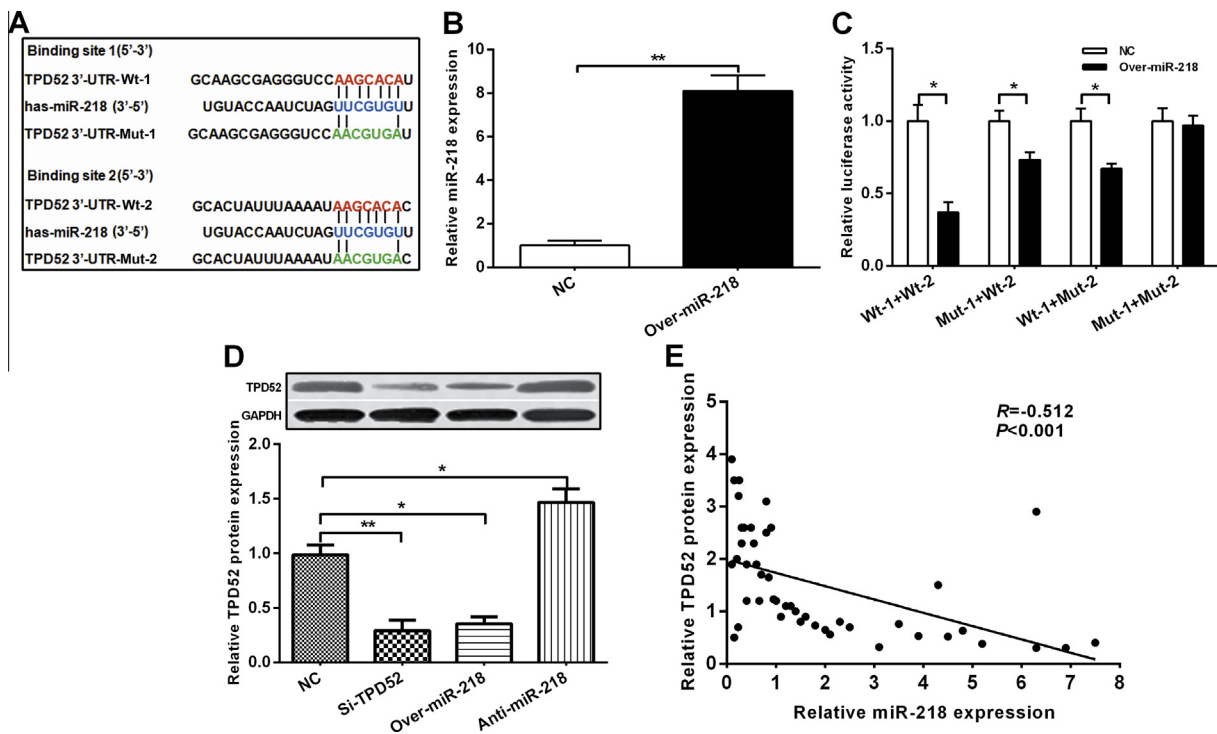 A
Binding site 1(5'-3')
TPD52 3'-UTR-Wt-1 GCAAGCGAGGGUCCAAGCACAU
has-miR-218 (3'-5') UGUACCAAUCUAGUUCGUGUU
TPD52 3'-UTR-Mut-1 GCAAGCGAGGGUCCAACGUGAU
Binding site 2(5'-3')
TPD52 3'-UTR-Wt-2 GCACUAUUUAAAAUAAGCACAC
has-miR-218 (3'-5') UGUACCAAUCUAGUUCGUGUU
TPD52 3'-UTR-Mut-2 GCACUAUUUAAAAUAACGUGAC
B
Relative miR-218 expression
10
8
6
4
2
0
**
NC
Over-miR-218
C
Relative luciferase activity
1.5
1.0
0.5
0.0
NC
Over-miR-218
*
*
*
Wt-1+Wt-2
Mut-1+Wt-2
Wt-1+Mut-2
Mut-1+Mut-2
D
TPD52
GAPDH
Relative TPD52 protein expression
2.0
1.5
1.0
0.5
0.0
*
*
**
NC
Si-TPD52
Over-miR-218
Anti-miR-218
E
Relative TPD52 protein expression
5
4
3
2
1
0
R=-0.512
P<0.001
0 1 2 3 4 5 6 7 8
Relative miR-218 expression